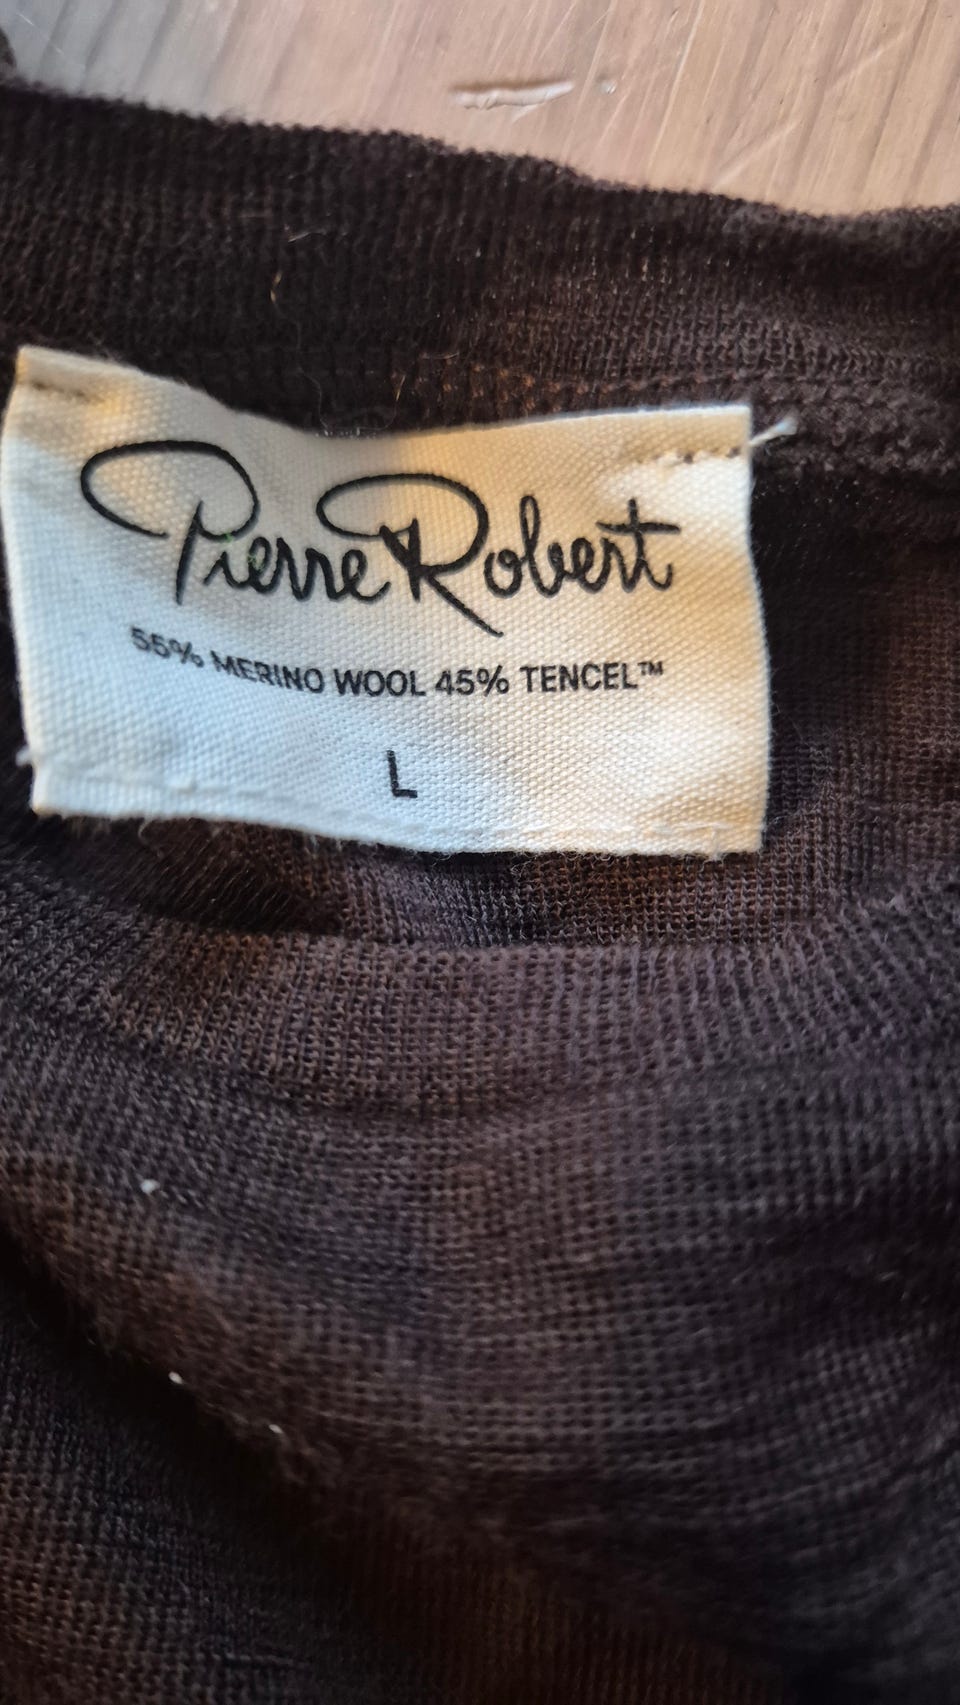 Pierre Robert
55% MERINO WOOL 45% TENCEL™
L